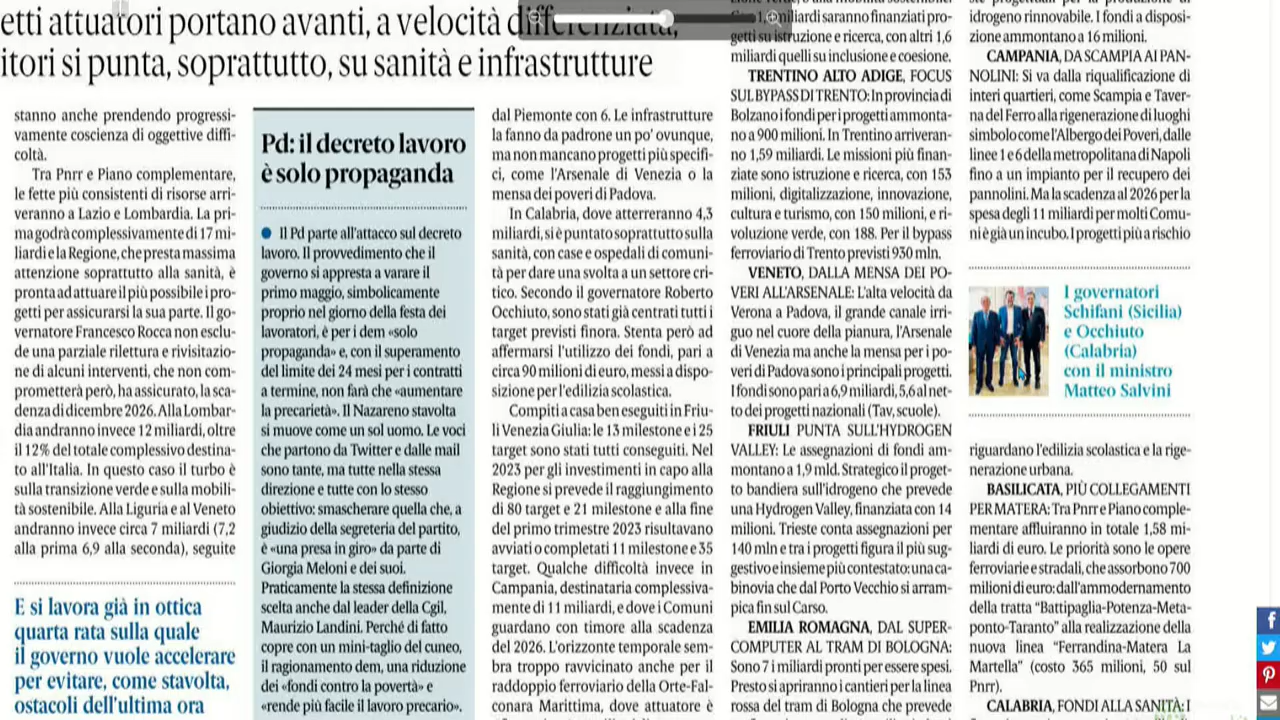 etti attuatori portano avanti, a velocità differenziata,
itori si punta, soprattutto, su sanità e infrastrutture
stanno anche prendendo progressi-
vamente coscienza di oggettive diffi-
coltà.
Tra Pnrr e Piano complementare,
le fette più consistenti di risorse arri-
veranno a Lazio e Lombardia. La pri-
ma godrà complessivamente di 17 mi-
liardi e la Regione, che presta massima
attenzione soprattutto alla sanità, è
pronta ad attuare il più possibile i pro-
getti per assicurarsi la sua parte. Il go-
vernatore Francesco Rocca non esclu-
de una parziale rilettura e rivisitazio-
ne di alcuni interventi, che non com-
prometterà però, ha assicurato, la sca-
denza di dicembre 2026. Alla Lombar-
dia andranno invece 12 miliardi, oltre
il 12% del totale complessivo destina-
to all'Italia. In questo caso il turbo è
sulla transizione verde e sulla mobili-
tà sostenibile. Alla Liguria e al Veneto
andranno invece circa 7 miliardi (7,2
alla prima 6,9 alla seconda), seguite
E si lavora già in ottica
quarta rata sulla quale
il governo vuole accelerare
per evitare, come stavolta,
ostacoli dell'ultima ora
Pd: il decreto lavoro
è solo propaganda
● Il Pd parte all'attacco sul decreto
lavoro. Il provvedimento che il
governo si appresta a varare il
primo maggio, simbolicamente
proprio nel giorno della festa dei
lavoratori, è per i dem «solo
propaganda» e, con il superamento
del limite dei 24 mesi per i contratti
a termine, non farà che «aumentare
la precarietà». Il Nazareno stavolta
si muove come un sol uomo. Le voci
che partono da Twitter e dalle mail
sono tante, ma tutte nella stessa
direzione e tutte con lo stesso
obiettivo: smascherare quella che, a
giudizio della segreteria del partito,
è «una presa in giro» da parte di
Giorgia Meloni e dei suoi.
Praticamente la stessa definizione
scelta anche dal leader della Cgil,
Maurizio Landini. Perché di fatto
copre con un mini-taglio del cuneo,
il ragionamento dem, una riduzione
dei «fondi contro la povertà» e
«rende più facile il lavoro precario».
dal Piemonte con 6. Le infrastrutture
la fanno da padrone un po' ovunque,
ma non mancano progetti più specifi-
ci, come l'Arsenale di Venezia o la
mensa dei poveri di Padova.
In Calabria, dove atterreranno 4,3
miliardi, si è puntato soprattutto sulla
sanità, con case e ospedali di comuni-
tà per dare una svolta a un settore cri-
tico. Secondo il governatore Roberto
Occhiuto, sono stati già centrati tutti i
target previsti finora. Stenta però ad
affermarsi l'utilizzo dei fondi, pari a
circa 90 milioni di euro, messi a dispo-
sizione per l'edilizia scolastica.
Compiti a casa ben eseguiti in Friu-
li Venezia Giulia: le 13 milestone e i 25
target sono stati tutti conseguiti. Nel
2023 per gli investimenti in capo alla
Regione si prevede il raggiungimento
di 80 target e 21 milestone e alla fine
del primo trimestre 2023 risultavano
avviati o completati 11 milestone e 35
target. Qualche difficoltà invece in
Campania, destinataria complessiva-
mente di 11 miliardi, e dove i Comuni
guardano con timore alla scadenza
del 2026. L'orizzonte temporale sem-
bra troppo ravvicinato anche per il
raddoppio ferroviario della Orte-Fal-
conara Marittima, dove attuatore è
1,
miliardi saranno finanziati pro-
getti su istruzione e ricerca, con altri 1,6
miliardi quelli su inclusione e coesione.
TRENTINO ALTO ADIGE, FOCUS
SUL BYPASS DI TRENTO: In provincia di
Bolzano i fondi per i progetti ammonta-
no a 900 milioni. In Trentino arriveran-
no 1,59 miliardi. Le missioni più finan-
ziate sono istruzione e ricerca, con 153
milioni, digitalizzazione, innovazione,
cultura e turismo, con 150 milioni, e ri-
voluzione verde, con 188. Per il bypass
ferroviario di Trento previsti 930 mln.
VENETO, DALLA MENSA DEI PO-
VERI ALL'ARSENALE: L'alta velocità da
Verona a Padova, il grande canale irri-
guo nel cuore della pianura, l'Arsenale
di Venezia ma anche la mensa per i po-
veri di Padova sono i principali progetti.
I fondi sono pari a 6,9 miliardi, 5,6 al net-
to dei progetti nazionali (Tav, scuole).
FRIULI PUNTA SULL'HYDROGEN
VALLEY: Le assegnazioni di fondi am-
montano a 1,9 mld. Strategico il proget-
to bandiera sull'idrogeno che prevede
una Hydrogen Valley, finanziata con 14
milioni. Trieste conta assegnazioni per
140 mln e tra i progetti figura il più sug-
gestivo e insieme più contestato: una ca-
binovia che dal Porto Vecchio si arram-
pica fin sul Carso.
EMILIA ROMAGNA, DAL SUPER-
COMPUTER AL TRAM DI BOLOGNA:
Sono 7 i miliardi pronti per essere spesi.
Presto si apriranno i cantieri per la linea
rossa del tram di Bologna che prevede
idrogeno rinnovabile. I fondi a disposi-
zione ammontano a 16 milioni.
CAMPANIA, DA SCAMPIA AI PAN-
NOLINI: Si va dalla riqualificazione di
interi quartieri, come Scampia e Taver-
na del Ferro alla rigenerazione di luoghi
simbolo come l'Albergo dei Poveri, dalle
linee 1 e 6 della metropolitana di Napoli
fino a un impianto per il recupero dei
pannolini. Ma la scadenza al 2026 per la
spesa degli 11 miliardi per molti Comu-
ni è già un incubo. I progetti più a rischio
I governatori
Schifani (Sicilia)
e Occhiuto
(Calabria)
con il ministro
Matteo Salvini
riguardano l'edilizia scolastica e la rige-
nerazione urbana.
BASILICATA, PIÙ COLLEGAMENTI
PER MATERA: Tra Pnrr e Piano comple-
mentare affluiranno in totale 1,58 mi-
liardi di euro. Le priorità sono le opere
ferroviarie e stradali, che assorbono 700
milioni di euro: dall'ammodernamento
della tratta “Battipaglia-Potenza-Meta-
ponto-Taranto” alla realizzazione della
nuova linea “Ferrandina-Matera La
Martella” (costo 365 milioni, 50 sul
Pnrr).
CALABRIA, FONDI ALLA SANITÀ: I